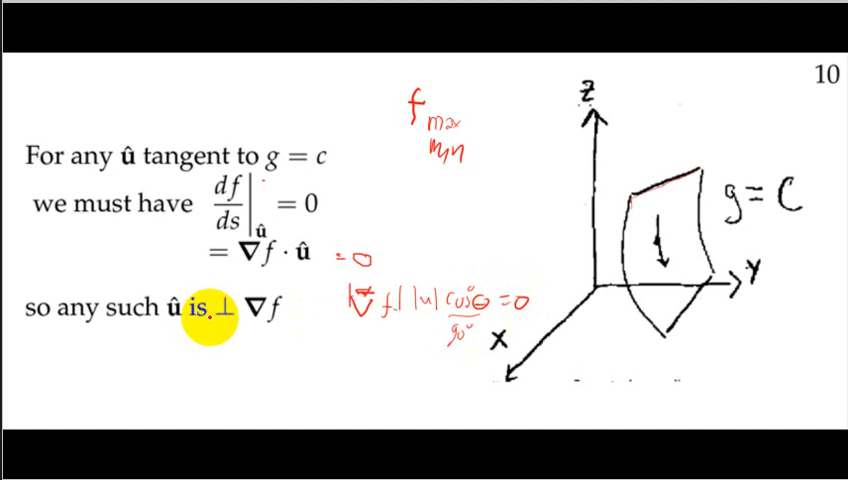 10
For any û tangent to g = c
we must have df/ds|û = 0
= ∇f · û = 0
so any such û is ⊥ ∇f
f max
min
|∇f| |u| cosθ = 0
90°
Z
g = C
Y
X